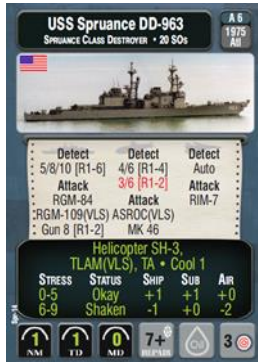 USS Spruance DD-963
SPRUANCE CLASS DESTROYER • 20 SOs
A 6
1975
All
Detect Detect Detect
5/8/10 [R1-6] 4/6 [R1-4] Auto
Attack 3/6 [R1-2] Attack
RGM-84 Attack RIM-7
RGM-109(VLS) ASROC(VLS)
Gun 8 [R1-2] MK 46
Helicopter SH-3,
TLAM(VLS), TA • Cool 1
STRESS STATUS SHIP SUB AIR
0-5 Okay +1 +1 +0
6-9 Shaken -1 +0 -2
1 1 0 7+ Oil 3
NM TD MD REPAIR